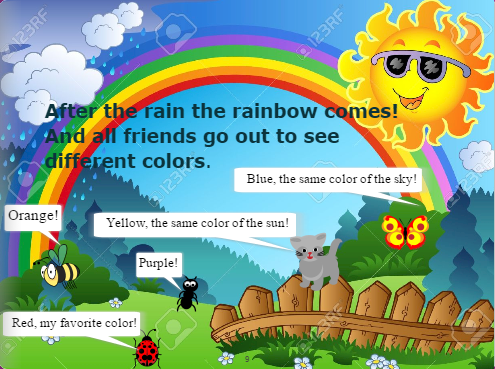 After the rain the rainbow comes!
And all friends go out to see
different colors.
Blue, the same color of the sky!
Orange!
Yellow, the same color of the sun!
Purple!
Red, my favorite color!
9
123RF